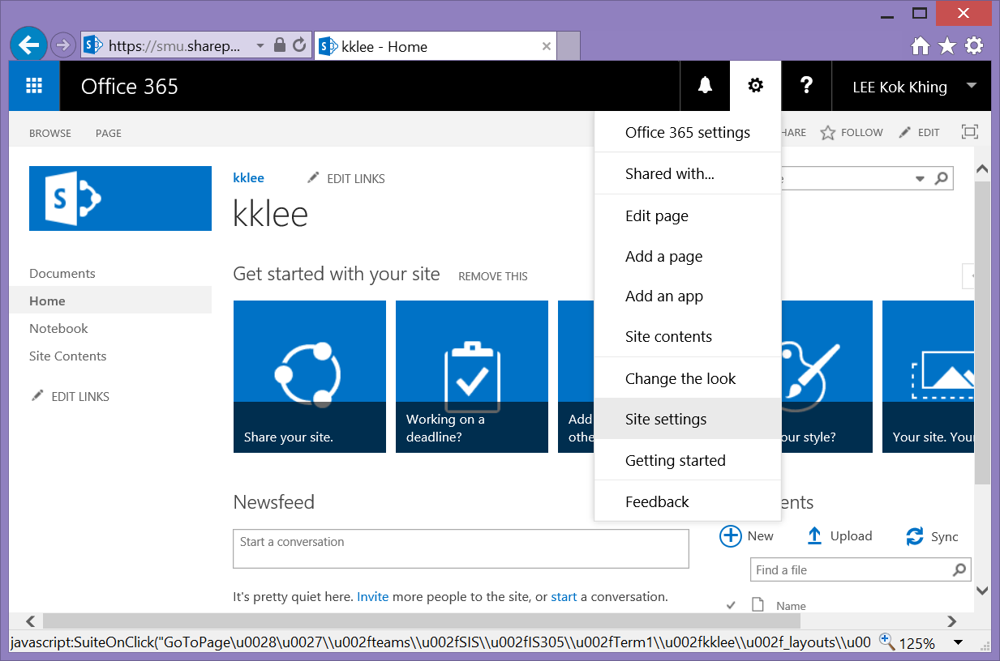 https://smu.sharep...
kklee - Home
Office 365
?
LEE Kok Khing
BROWSE
PAGE
HARE
FOLLOW
EDIT
Office 365 settings
Shared with...
Edit page
Add a page
Add an app
Site contents
Change the look
Site settings
Getting started
Feedback
S
kklee
EDIT LINKS
kklee
Documents
Home
Notebook
Site Contents
EDIT LINKS
Get started with your site
REMOVE THIS
Share your site.
Working on a
deadline?
Add
othe
our style?
Your site. Your
Newsfeed
Start a conversation
It's pretty quiet here. Invite more people to the site, or start a conversation.
ents
New
Upload
Sync
Find a file
Name
javascript:SuiteOnClick("GoToPage\u0028\u0027\\u002fteams\\u002fSIS\\u002fIS305\\u002fTerm1\\u002fkklee\\u002f_layouts\\u00
125%